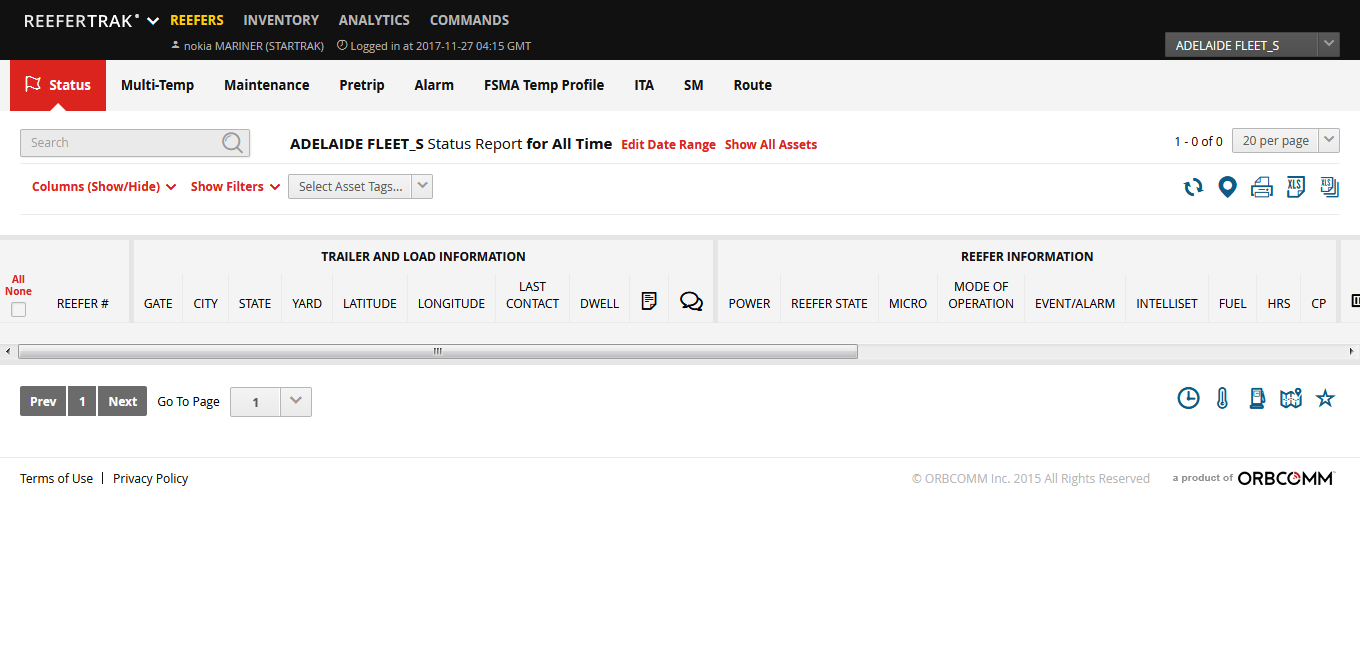 REEFERTRAK REEFERS INVENTORY ANALYTICS COMMANDS
nokia MARINER (STARTRAK) Logged in at 2017-11-27 04:15 GMT
ADELAIDE FLEET_S
Status Multi-Temp Maintenance Pretrip Alarm FSMA Temp Profile ITA SM Route
Search
ADELAIDE FLEET_S Status Report for All Time Edit Date Range Show All Assets
1 - 0 of 0 20 per page
Columns (Show/Hide) Show Filters Select Asset Tags...
XLS XLS
TRAILER AND LOAD INFORMATION REEFER INFORMATION
All
None
REEFER # GATE CITY STATE YARD LATITUDE LONGITUDE LAST CONTACT DWELL POWER REEFER STATE MICRO MODE OF OPERATION EVENT/ALARM INTELLISET FUEL HRS CP
Prev 1 Next Go To Page 1
Terms of Use | Privacy Policy © ORBCOMM Inc. 2015 All Rights Reserved a product of ORBCOMM